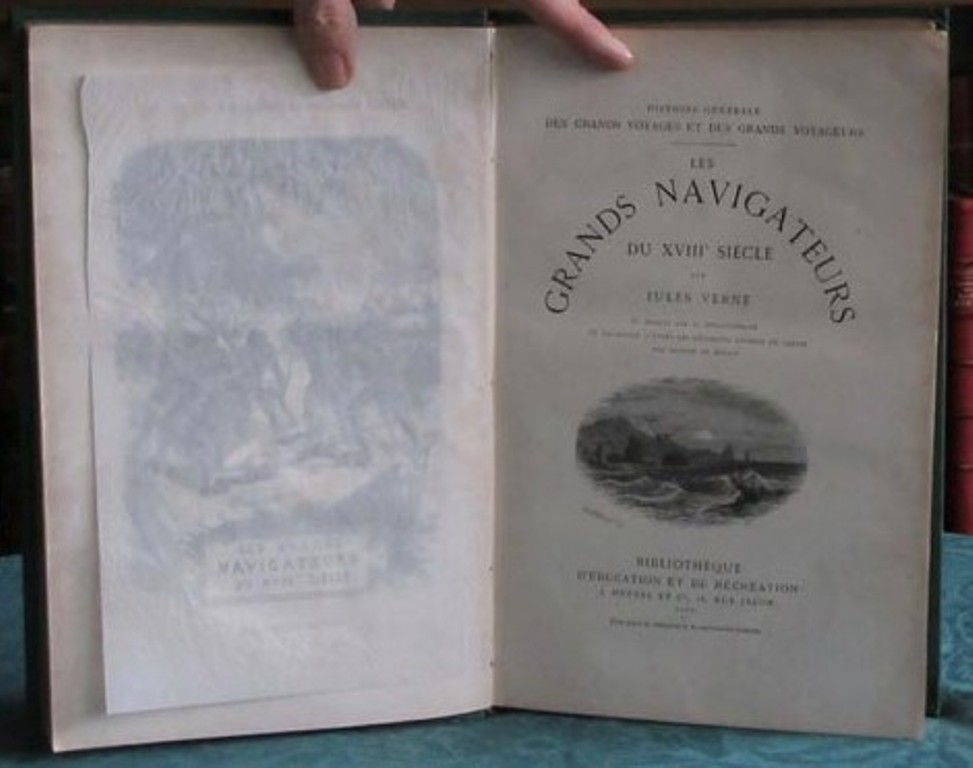 LES GRANDS
NAVIGATEURS
DU XVIIIᵉ SIÈCLE
HISTOIRE GÉNÉRALE
DES GRANDS VOYAGES ET DES GRANDS VOYAGEURS
LES
GRANDS NAVIGATEURS
DU XVIIIᵉ SIÈCLE
PAR
JULES VERNE
BIBLIOTHÈQUE
D'ÉDUCATION ET DE RÉCRÉATION
J. HETZEL ET Cⁱᵉ, 18, RUE JACOB
PARIS